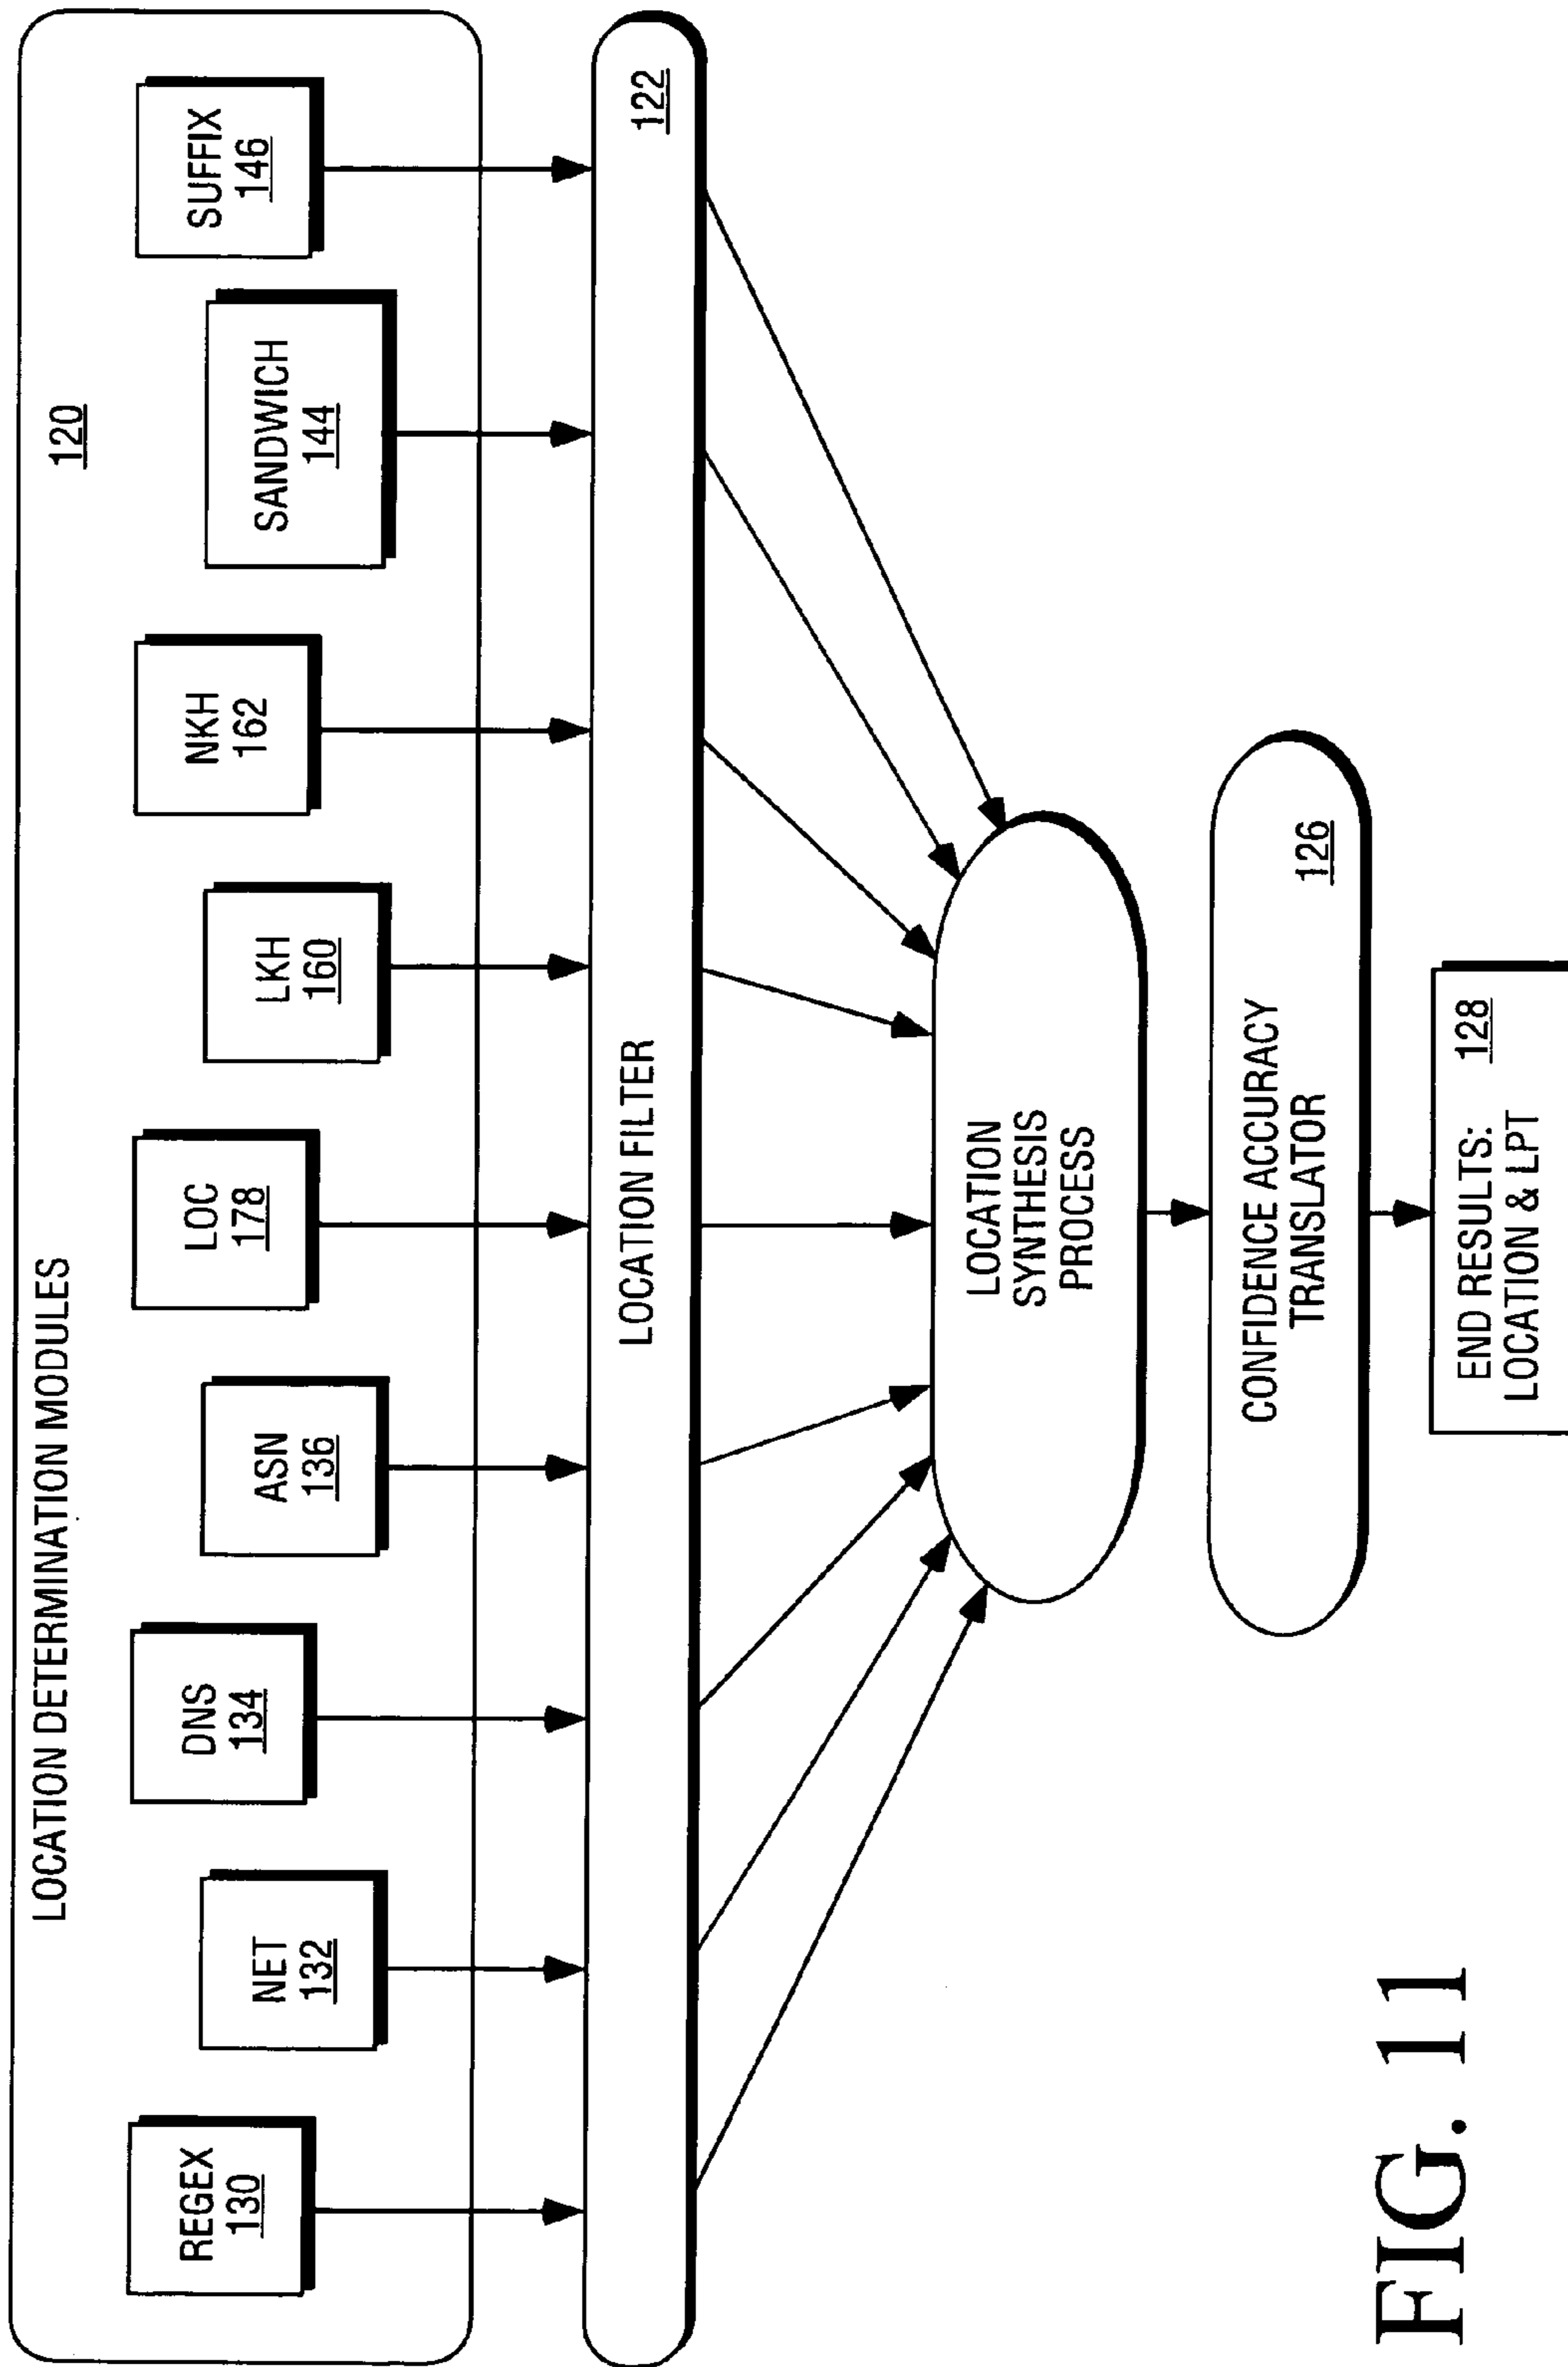 LOCATION DETERMINATION MODULES
120
REGEX
130
NET
132
DNS
134
ASN
136
LOC
178
LKH
160
NKH
162
SANDWICH
144
SUFFIX
146
LOCATION FILTER
122
LOCATION
SYNTHESIS
PROCESS
CONFIDENCE ACCURACY
TRANSLATOR
126
END RESULTS:
128
LOCATION & LPT
FIG. 11